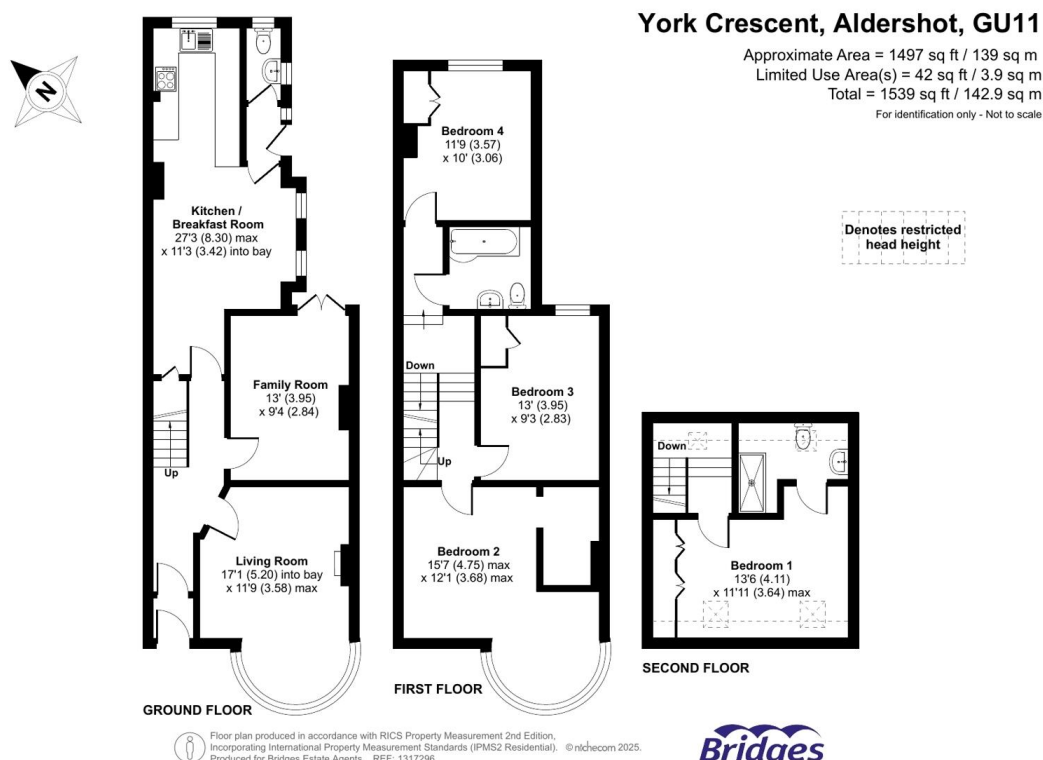 York Crescent, Aldershot, GU11
Approximate Area = 1497 sq ft / 139 sq m
Limited Use Area(s) = 42 sq ft / 3.9 sq m
Total = 1539 sq ft / 142.9 sq m
For identification only - Not to scale
N
Denotes restricted
head height
Kitchen /
Breakfast Room
27'3 (8.30) max
x 11'3 (3.42) into bay
Family Room
13' (3.95)
x 9'4 (2.84)
Up
Living Room
17'1 (5.20) into bay
x 11'9 (3.58) max
GROUND FLOOR
Bedroom 4
11'9 (3.57)
x 10' (3.06)
Down
Bedroom 3
13' (3.95)
x 9'3 (2.83)
Up
Bedroom 2
15'7 (4.75) max
x 12'1 (3.68) max
FIRST FLOOR
Down
Bedroom 1
13'6 (4.11)
x 11'11 (3.64) max
SECOND FLOOR
Floor plan produced in accordance with RICS Property Measurement 2nd Edition,
Incorporating International Property Measurement Standards (IPMS2 Residential). © nichecom 2025.
Produced for Bridges Estate Agents. REF: 1317296
Bridges